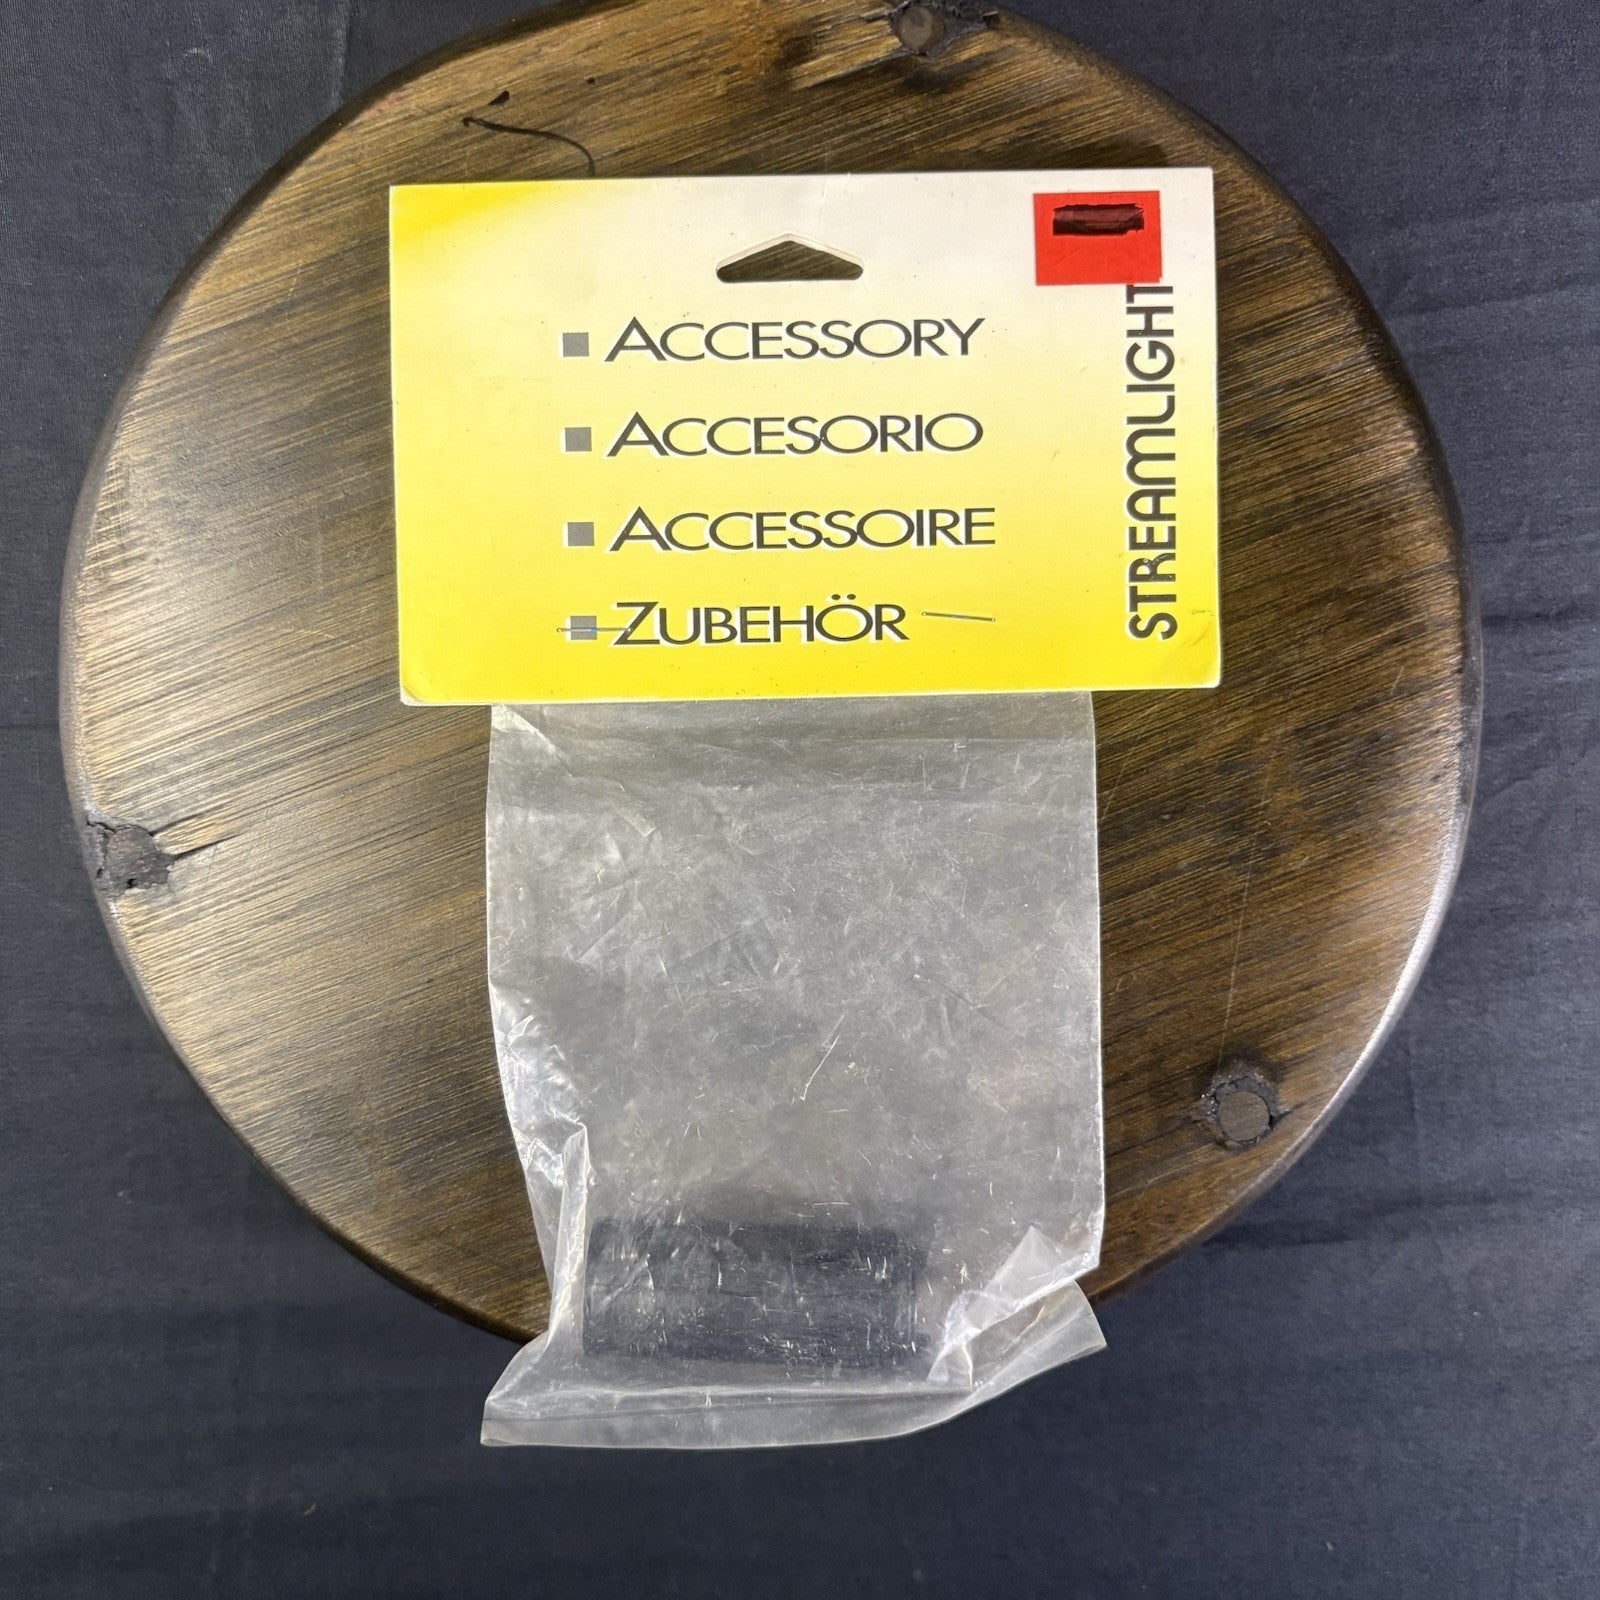 ACCESSORY
ACCESORIO
ACCESSOIRE
ZUBEHÖR
STREAMLIGHT